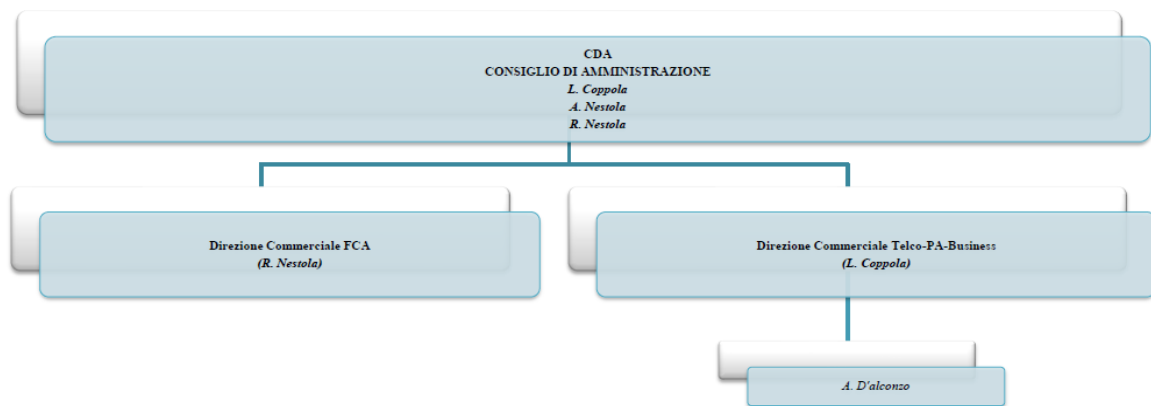 CDA
CONSIGLIO DI AMMINISTRAZIONE
L. Coppola
A. Nestola
R. Nestola
Direzione Commerciale FCA
(R. Nestola)
Direzione Commerciale Telco-PA-Business
(L. Coppola)
A. D'alconzo